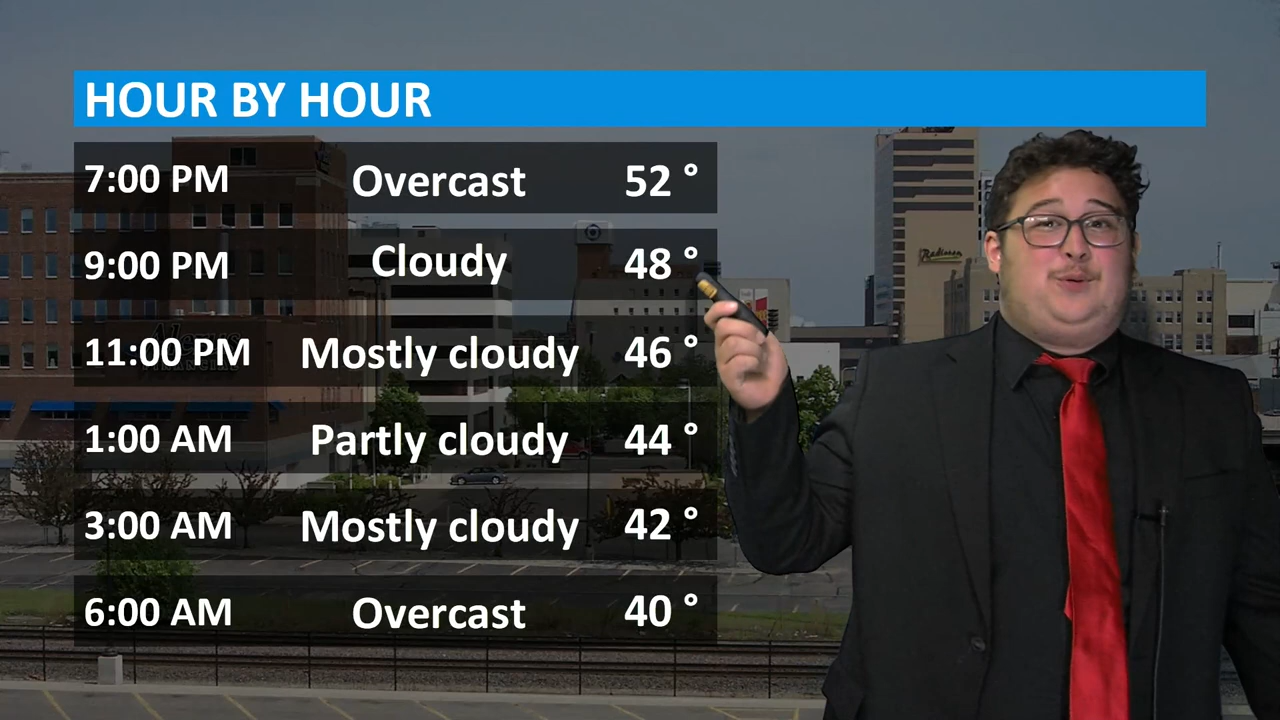 HOUR BY HOUR
7:00 PM Overcast 52 °
9:00 PM Cloudy 48 °
11:00 PM Mostly cloudy 46 °
1:00 AM Partly cloudy 44 °
3:00 AM Mostly cloudy 42 °
6:00 AM Overcast 40 °
Radisson